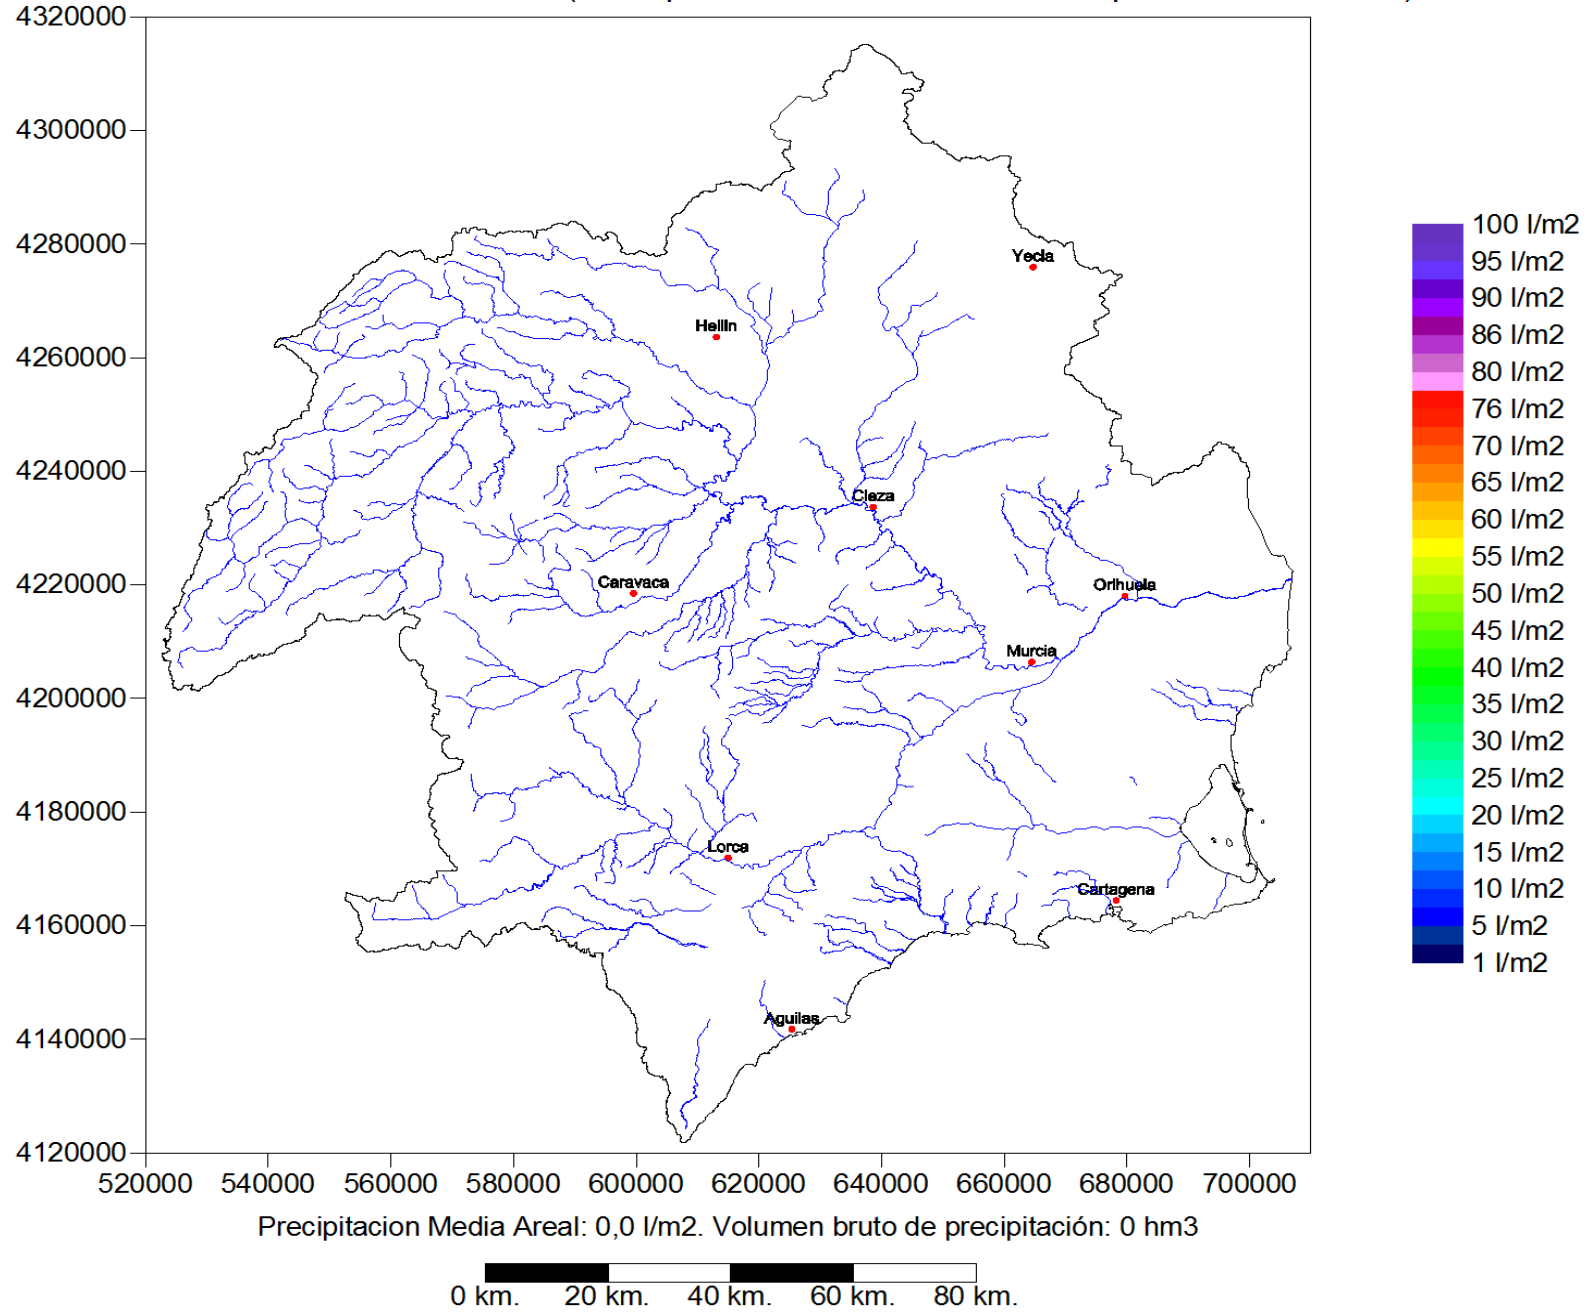 4320000
4300000
4280000
4260000
4240000
4220000
4200000
4180000
4160000
4140000
4120000
520000 540000 560000 580000 600000 620000 640000 660000 680000 700000
Yecla
Hellin
Cieza
Caravaca
Orihuela
Murcia
Lorca
Cartagena
Aguilas
100 l/m2
95 l/m2
90 l/m2
86 l/m2
80 l/m2
76 l/m2
70 l/m2
65 l/m2
60 l/m2
55 l/m2
50 l/m2
45 l/m2
40 l/m2
35 l/m2
30 l/m2
25 l/m2
20 l/m2
15 l/m2
10 l/m2
5 l/m2
1 l/m2
Precipitacion Media Areal: 0,0 l/m2. Volumen bruto de precipitación: 0 hm3
0 km. 20 km. 40 km. 60 km. 80 km.